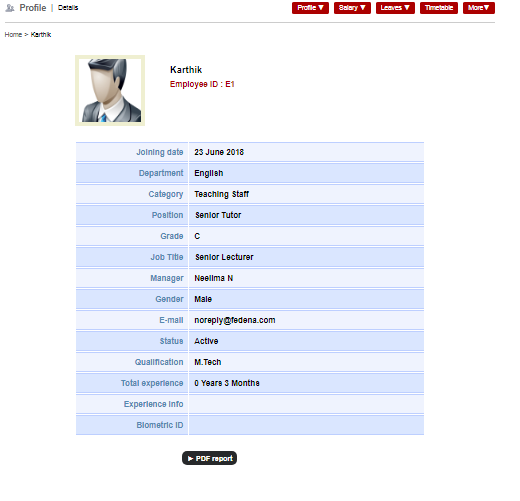 Profile | Details
Profile ▼ Salary ▼ Leaves ▼ Timetable More▼
Home > Karthik
Karthik
Employee ID : E1
Joining date 23 June 2018
Department English
Category Teaching Staff
Position Senior Tutor
Grade C
Job Title Senior Lecturer
Manager Neelima N
Gender Male
E-mail noreply@fedena.com
Status Active
Qualification M.Tech
Total experience 0 Years 3 Months
Experience Info
Biometric ID
► PDF report